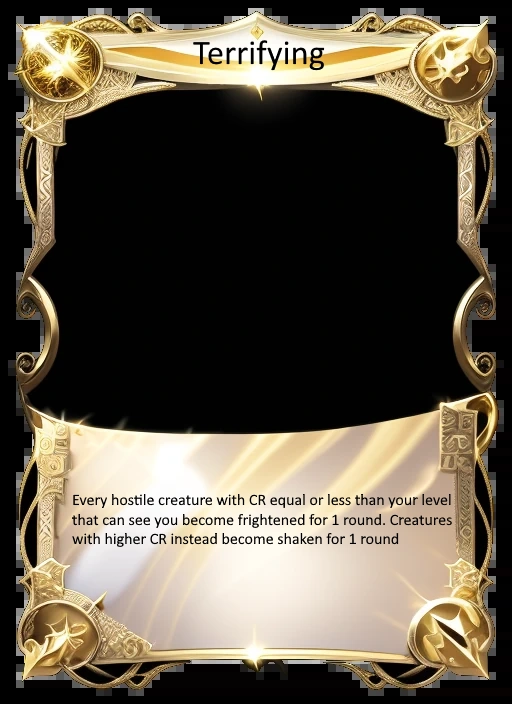 Terrifying
Every hostile creature with CR equal or less than your level
that can see you become frightened for 1 round. Creatures
with higher CR instead become shaken for 1 round